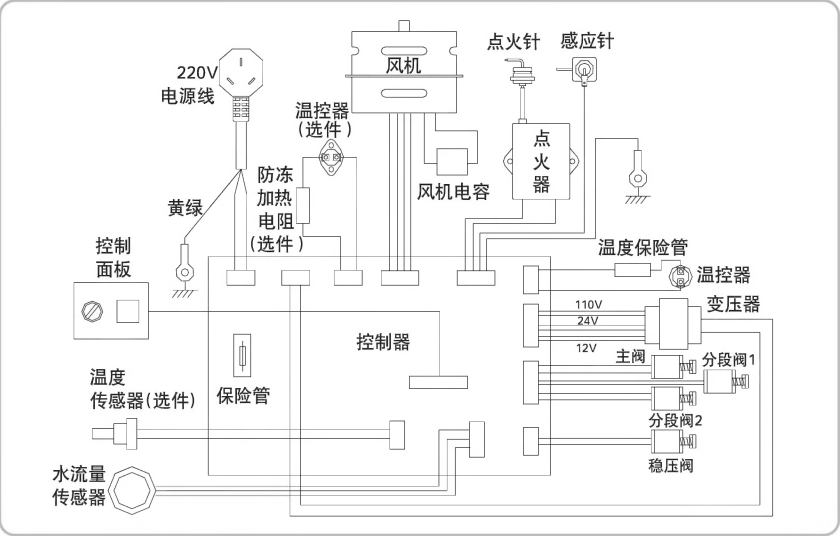 点火针
感应针
风机
220V
电源线
温控器
(选件)
点
火
器
防冻
加热
电阻
(选件)
风机电容
黄绿
控制
面板
温度保险管
温控器
110V
变压器
24V
12V
控制器
主阀
分段阀1
温度
传感器(选件)
保险管
分段阀2
稳压阀
水流量
传感器